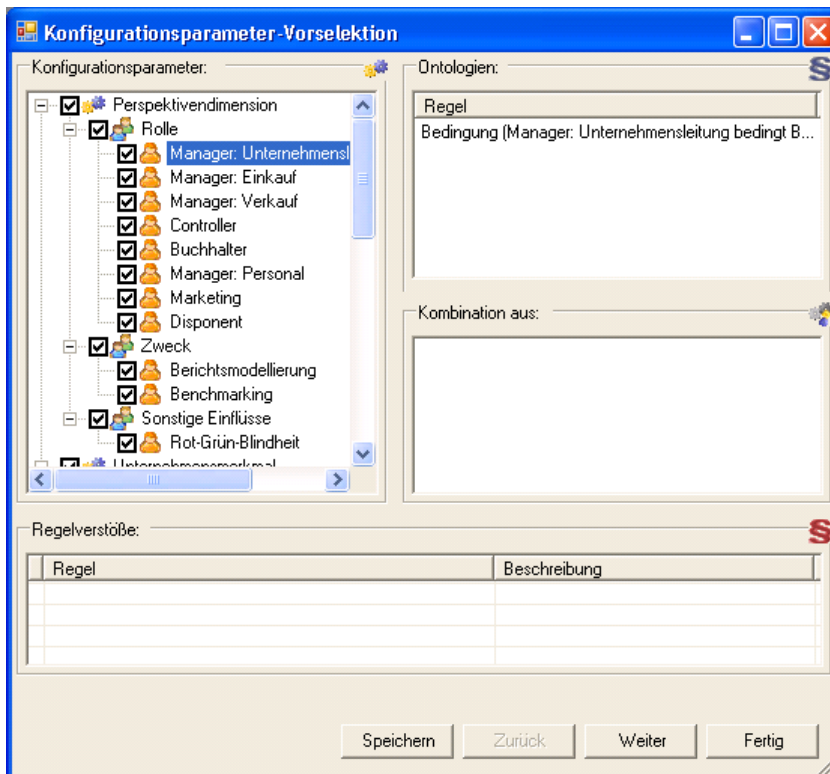 Konfigurationsparameter-Vorselektion
Konfigurationsparameter:
Perspektivendimension
Rolle
Manager: Unternehmensl
Manager: Einkauf
Manager: Verkauf
Controller
Buchhalter
Manager: Personal
Marketing
Disponent
Zweck
Berichtsmodellierung
Benchmarking
Sonstige Einflüsse
Rot-Grün-Blindheit
Unternehmensmerkmal
Ontologien:
§
Regel
Bedingung (Manager: Unternehmensleitung bedingt B...
Kombination aus:
Regelverstöße:
§
Regel Beschreibung
Speichern Zurück Weiter Fertig